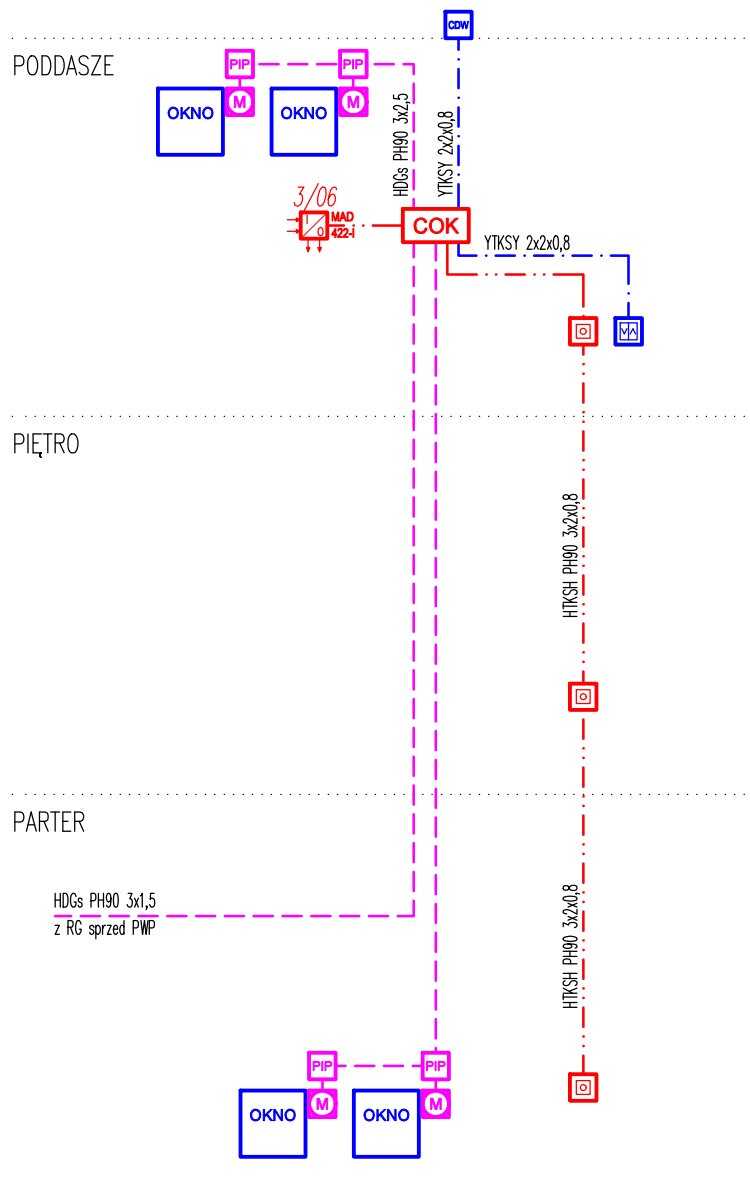 CDW
PODDASZE
PIP
PIP
M
M
OKNO
OKNO
HDGs PH90 3x2,5
YTKSY 2x2x0,8
3/06
I
O
MAD
422-i
COK
YTKSY 2x2x0,8
PIĘTRO
HTKSH PH90 3x2x0,8
PARTER
HDGs PH90 3x1,5
z RG sprzed PWP
HTKSH PH90 3x2x0,8
PIP
PIP
M
M
OKNO
OKNO